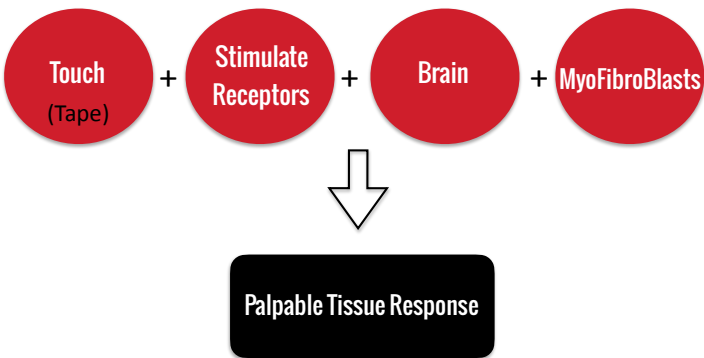 Touch
(Tape)
+
Stimulate
Receptors
+
Brain
+
MyoFibroBlasts
Palpable Tissue Response